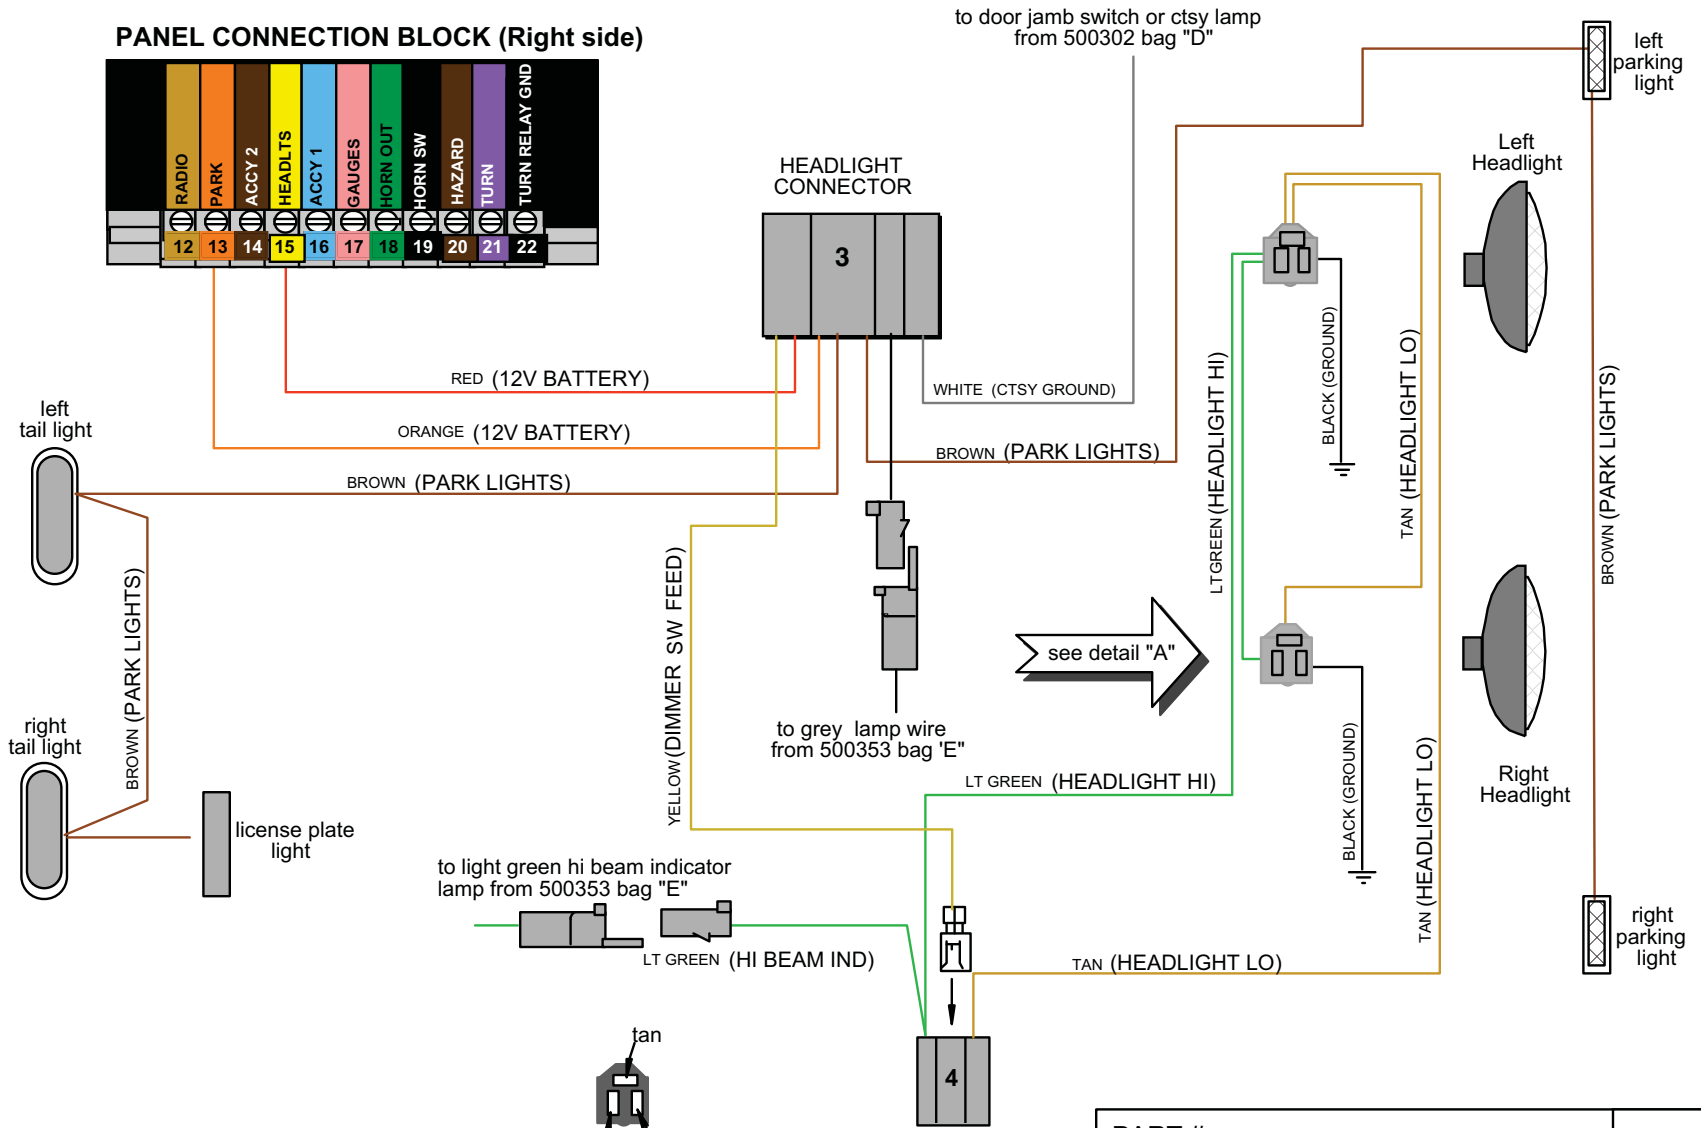 PANEL CONNECTION BLOCK (Right side)
to door jamb switch or ctsy lamp
from 500302 bag "D"
left
parking
light
RADIO
PARK
ACCY 2
HEADLTS
ACCY 1
GAUGES
HORN OUT
HORN SW
HAZARD
TURN
TURN RELAY GND
12 13 14 15 16 17 18 19 20 21 22
HEADLIGHT
CONNECTOR
3
Left
Headlight
RED (12V BATTERY)
WHITE (CTSY GROUND)
ORANGE (12V BATTERY)
BROWN (PARK LIGHTS)
BROWN (PARK LIGHTS)
left
tail light
LTGREEN (HEADLIGHT HI)
BLACK (GROUND)
TAN (HEADLIGHT LO)
BROWN (PARK LIGHTS)
BROWN (PARK LIGHTS)
YELLOW (DIMMER SW FEED)
see detail "A"
right
tail light
to grey lamp wire
from 500353 bag 'E"
LT GREEN (HEADLIGHT HI)
BLACK (GROUND)
TAN (HEADLIGHT LO)
Right
Headlight
license plate
light
to light green hi beam indicator
lamp from 500353 bag "E"
LT GREEN (HI BEAM IND)
TAN (HEADLIGHT LO)
right
parking
light
tan
4